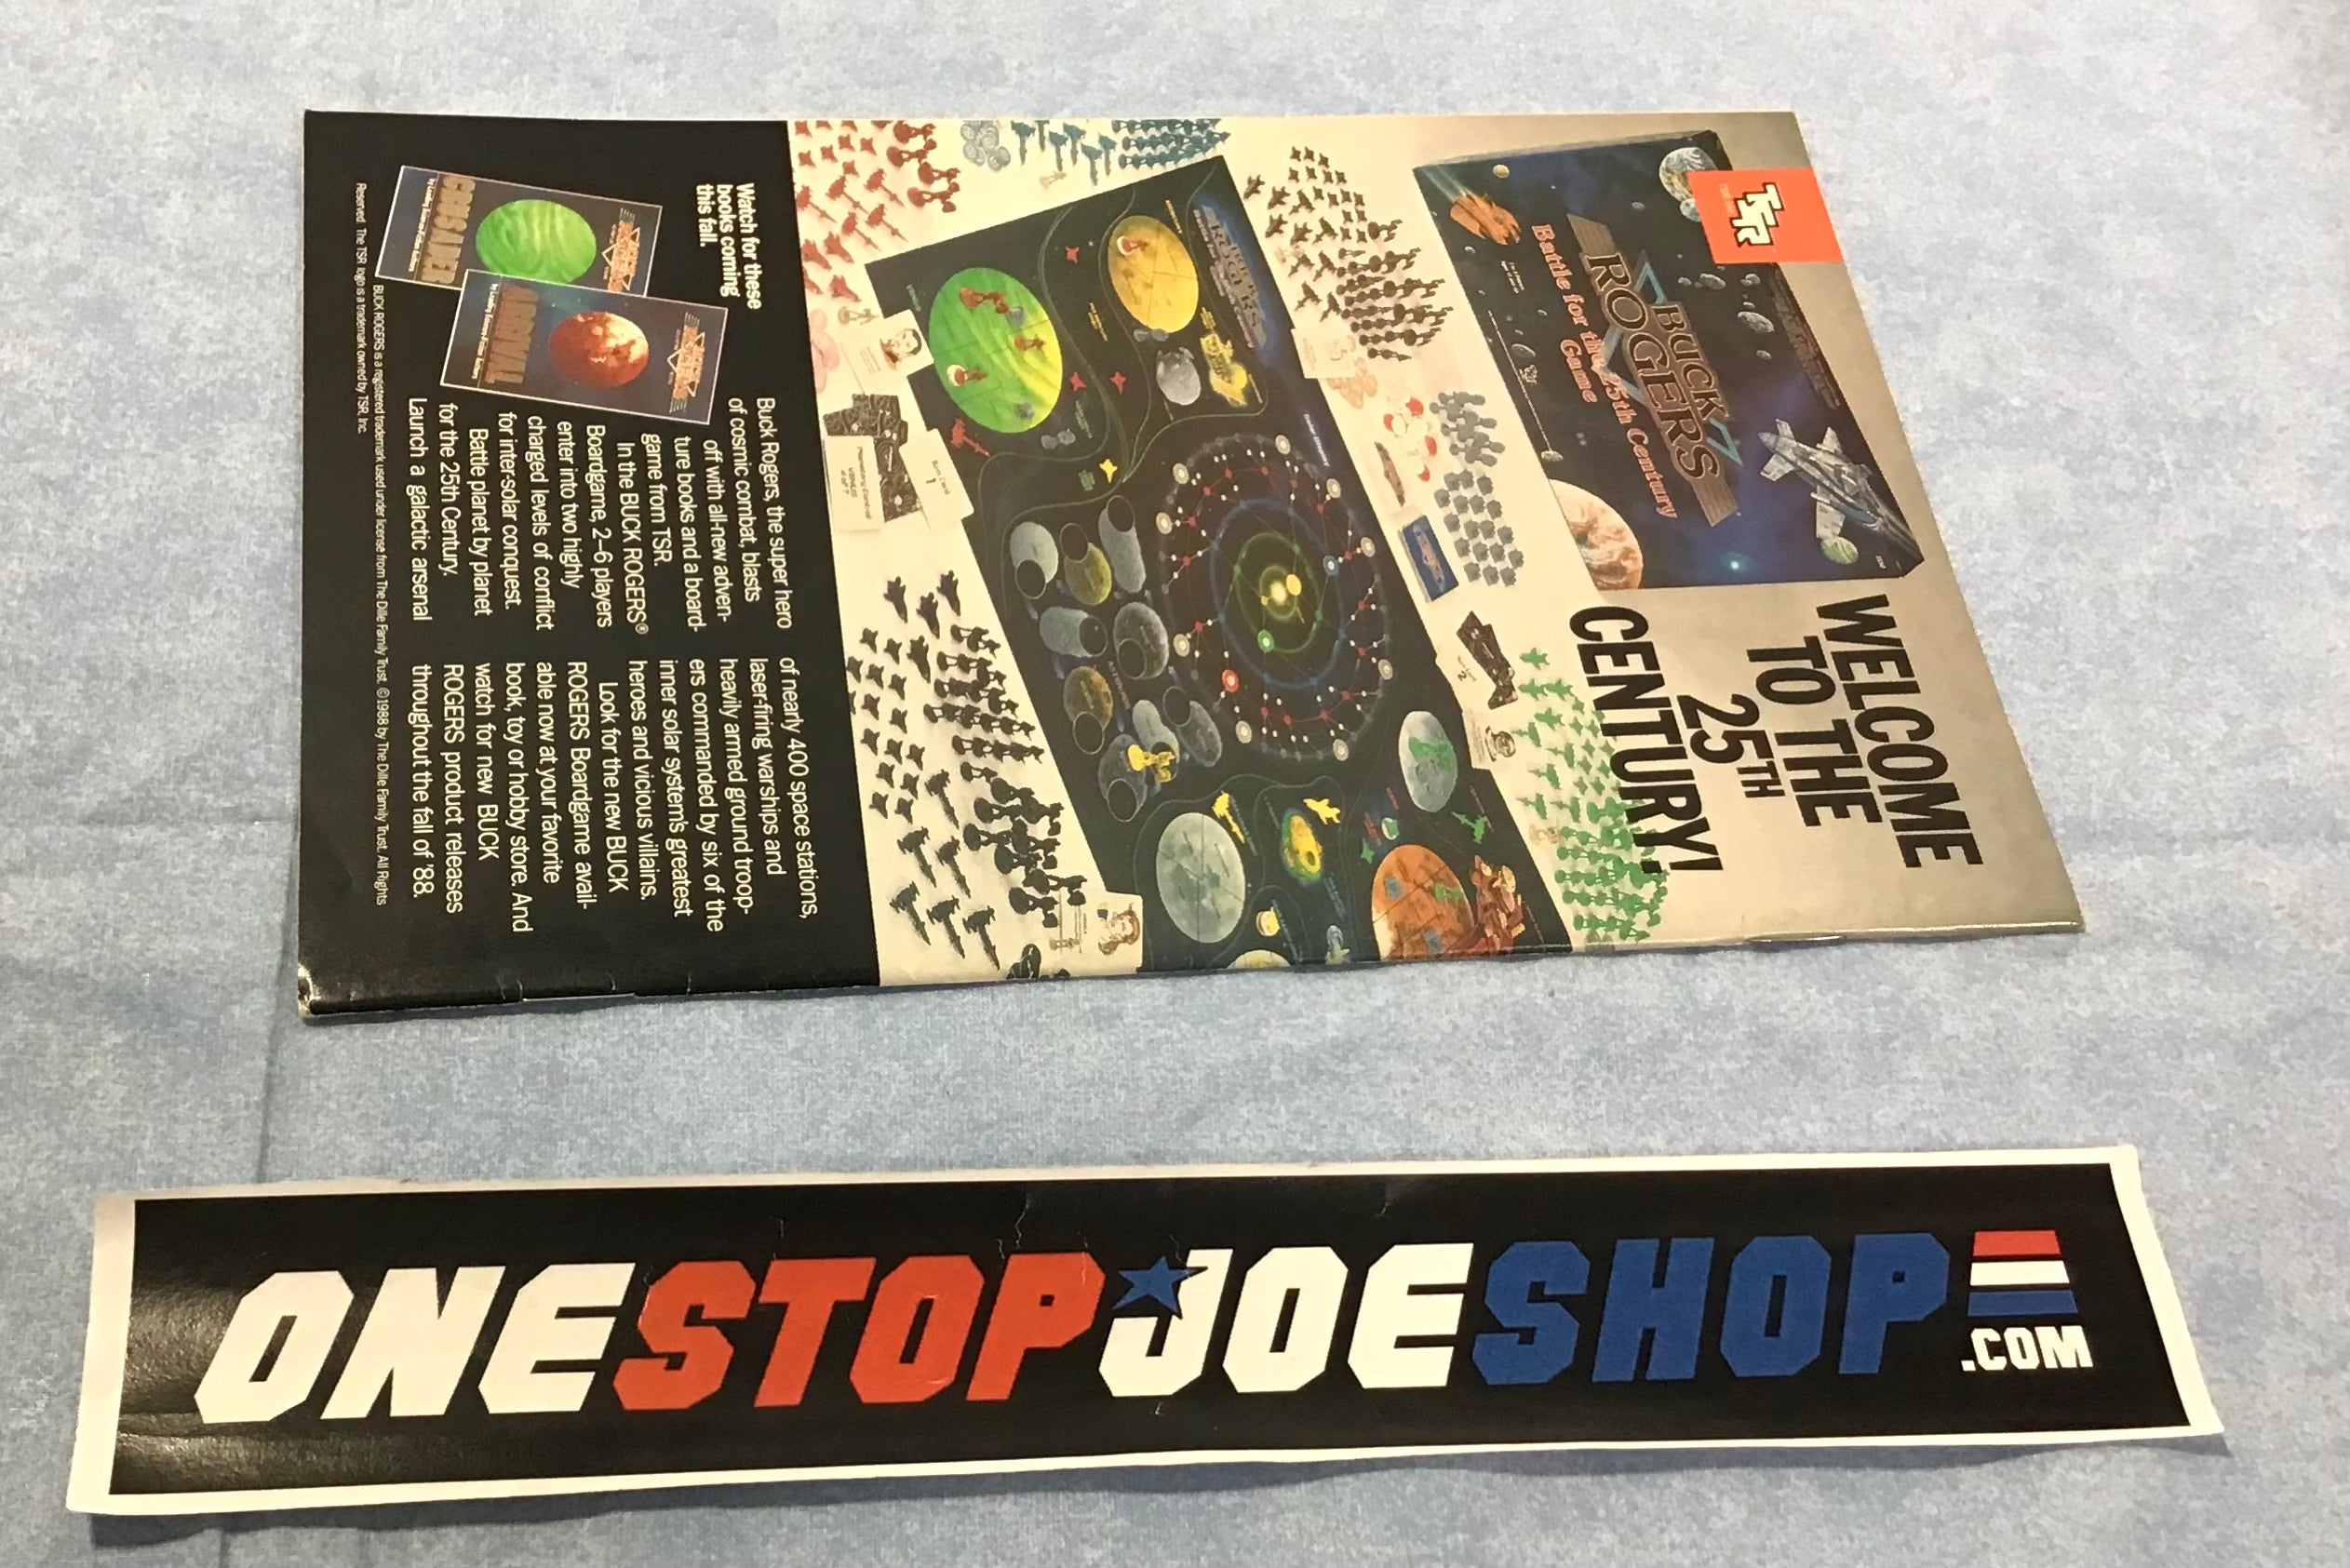 TSR
BUCK
ROGERS
Battle for the 25th Century
Game
WELCOME
TO THE
25TH
CENTURY!
Watch for these
books coming
this fall.
ARRIVAL
Buck Rogers, the super hero
of cosmic combat, blasts
off with all-new adven-
ture books and a board-
game from TSR.
In the BUCK ROGERS®
Boardgame, 2–6 players
enter into two highly
charged levels of conflict
for inter-solar conquest.
Battle planet by planet
for the 25th Century.
Launch a galactic arsenal
of nearly 400 space stations,
laser-firing warships and
heavily armed ground troop-
ers commanded by six of the
inner solar system's greatest
heroes and vicious villains.
Look for the new BUCK
ROGERS Boardgame avail-
able now at your favorite
book, toy or hobby store. And
watch for new BUCK
ROGERS product releases
throughout the fall of '88.
BUCK ROGERS is a registered trademark used under license from The Dille Family Trust. ©1988 by The Dille Family Trust. All Rights
Reserved. The TSR logo is a trademark owned by TSR, Inc.
ONESTOPJOESHOP
.COM